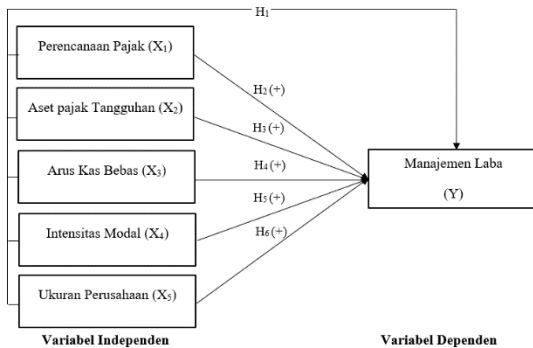 H₁
Perencanaan Pajak (X₁)
H₂ (+)
Aset pajak Tangguhan (X₂)
H₃ (+)
Arus Kas Bebas (X₃)
H₄ (+)
Manajemen Laba
(Y)
H₅ (+)
Intensitas Modal (X₄)
H₆ (+)
Ukuran Perusahaan (X₅)
Variabel Independen
Variabel Dependen